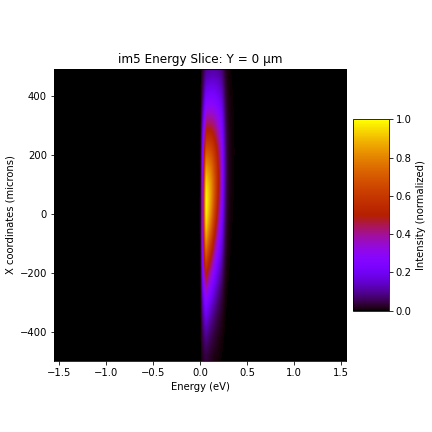 im5 Energy Slice: Y = 0 μm
400
200
0
−200
−400
X coordinates (microns)
−1.5 −1.0 −0.5 0.0 0.5 1.0 1.5
Energy (eV)
1.0
0.8
0.6
0.4
0.2
0.0
Intensity (normalized)